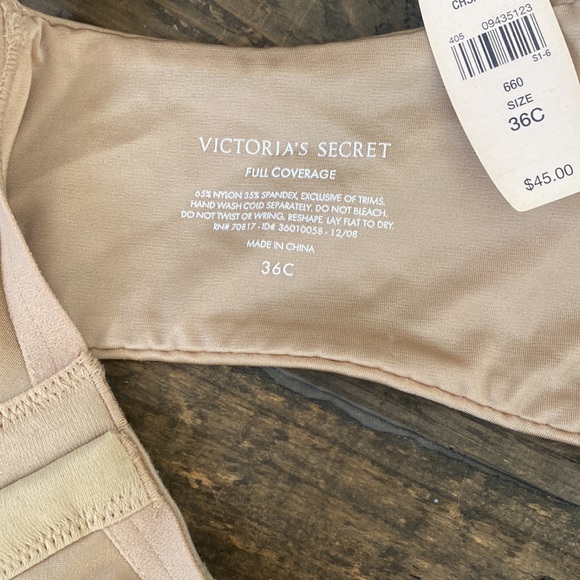 405
09435123
S1-6
660
SIZE
36C
$45.00
VICTORIA'S SECRET
FULL COVERAGE
65% NYLON 35% SPANDEX, EXCLUSIVE OF TRIMS.
HAND WASH COLD SEPARATELY. DO NOT BLEACH.
DO NOT TWIST OR WRING. RESHAPE. LAY FLAT TO DRY.
RN# 70817 - ID# 36010058 - 12/08
MADE IN CHINA
36C